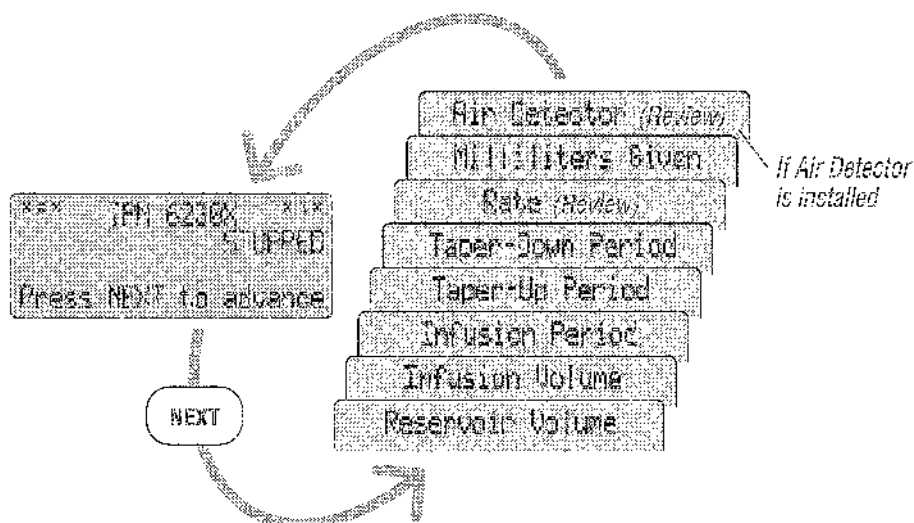 Air Detector (Review)
Milliliters Given
If Air Detector
is installed
Rate (Review)
TPN 6230X
STOPPED
Taper-Down Period
Taper-Up Period
Press NEXT to advance
Infusion Period
Infusion Volume
NEXT
Reservoir Volume